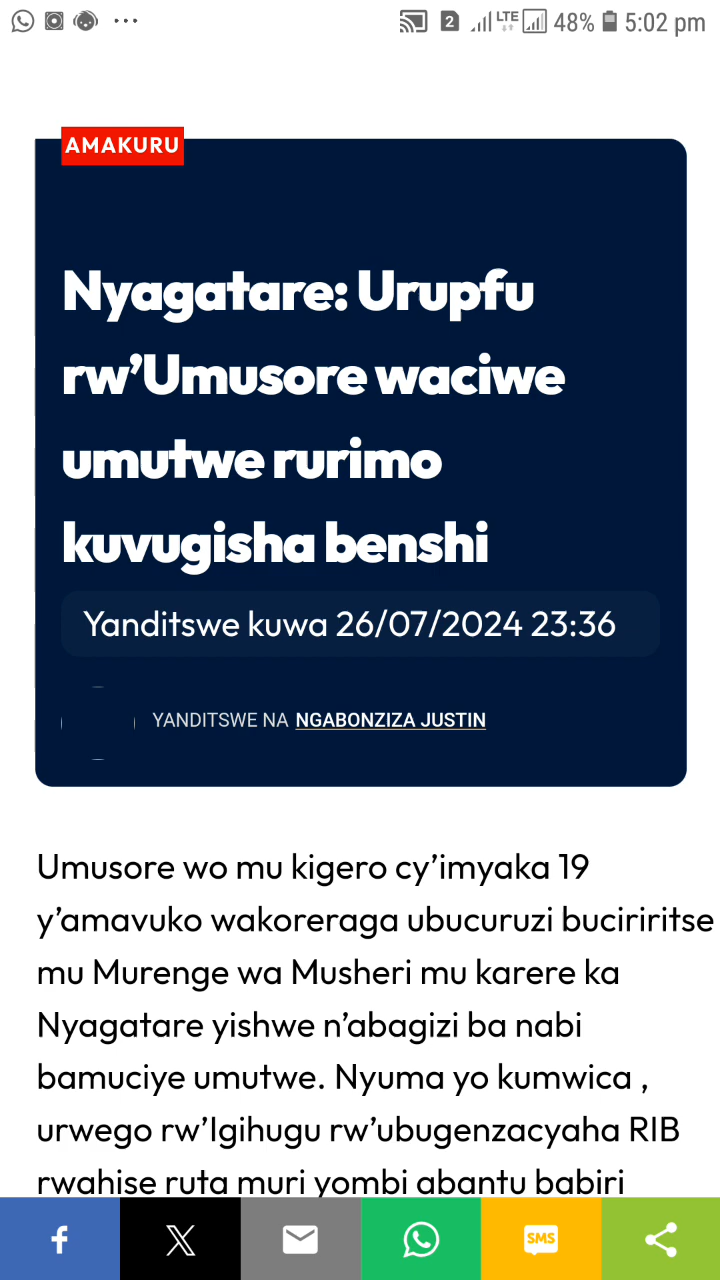 2 LTE 48% 5:02 pm
AMAKURU
Nyagatare: Urupfu
rw’Umusore waciwe
umutwe rurimo
kuvugisha benshi
Yanditswe kuwa 26/07/2024 23:36
YANDITSWE NA NGABONZIZA JUSTIN
Umusore wo mu kigero cy’imyaka 19
y’amavuko wakoreraga ubucuruzi buciriritse
mu Murenge wa Musheri mu karere ka
Nyagatare yishwe n’abagizi ba nabi
bamuciye umutwe. Nyuma yo kumwica ,
urwego rw’Igihugu rw’ubugenzacyaha RIB
rwahise ruta muri yombi abantu babiri
SMS